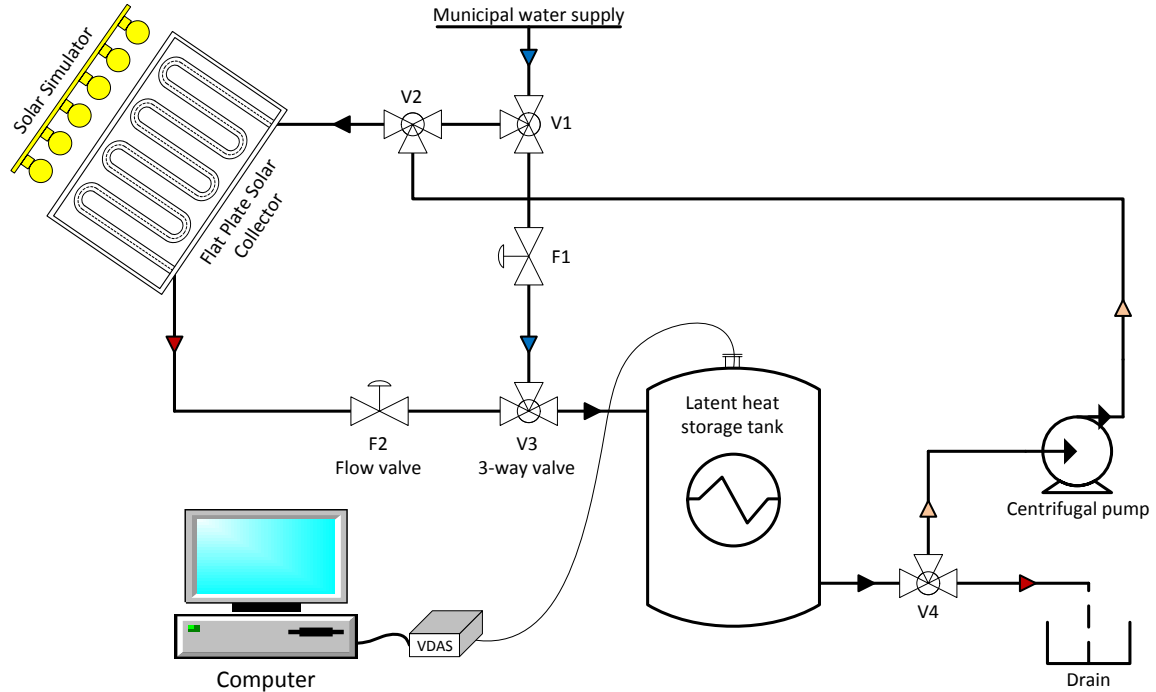 Municipal water supply
Solar Simulator
V2
V1
Flat Plate Solar
Collector
F1
Latent heat
storage tank
F2
Flow valve
V3
3-way valve
Centrifugal pump
V4
VDAS
Computer
Drain